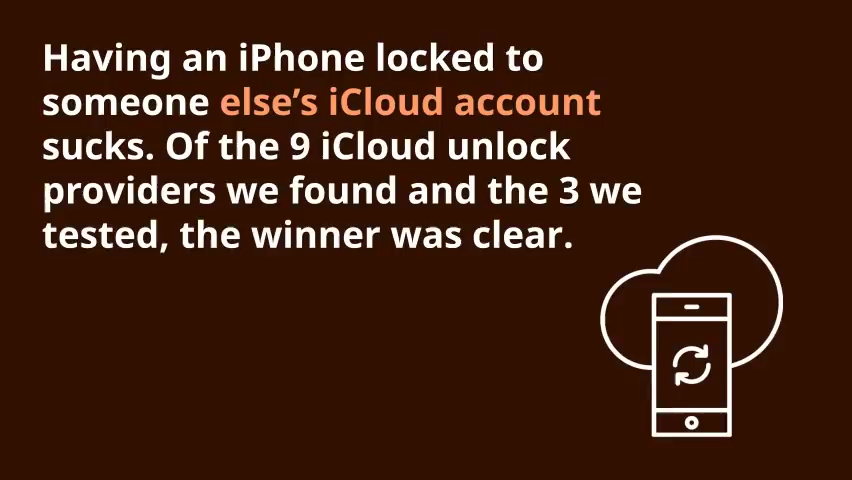 Having an iPhone locked to
someone else’s iCloud account
sucks. Of the 9 iCloud unlock
providers we found and the 3 we
tested, the winner was clear.